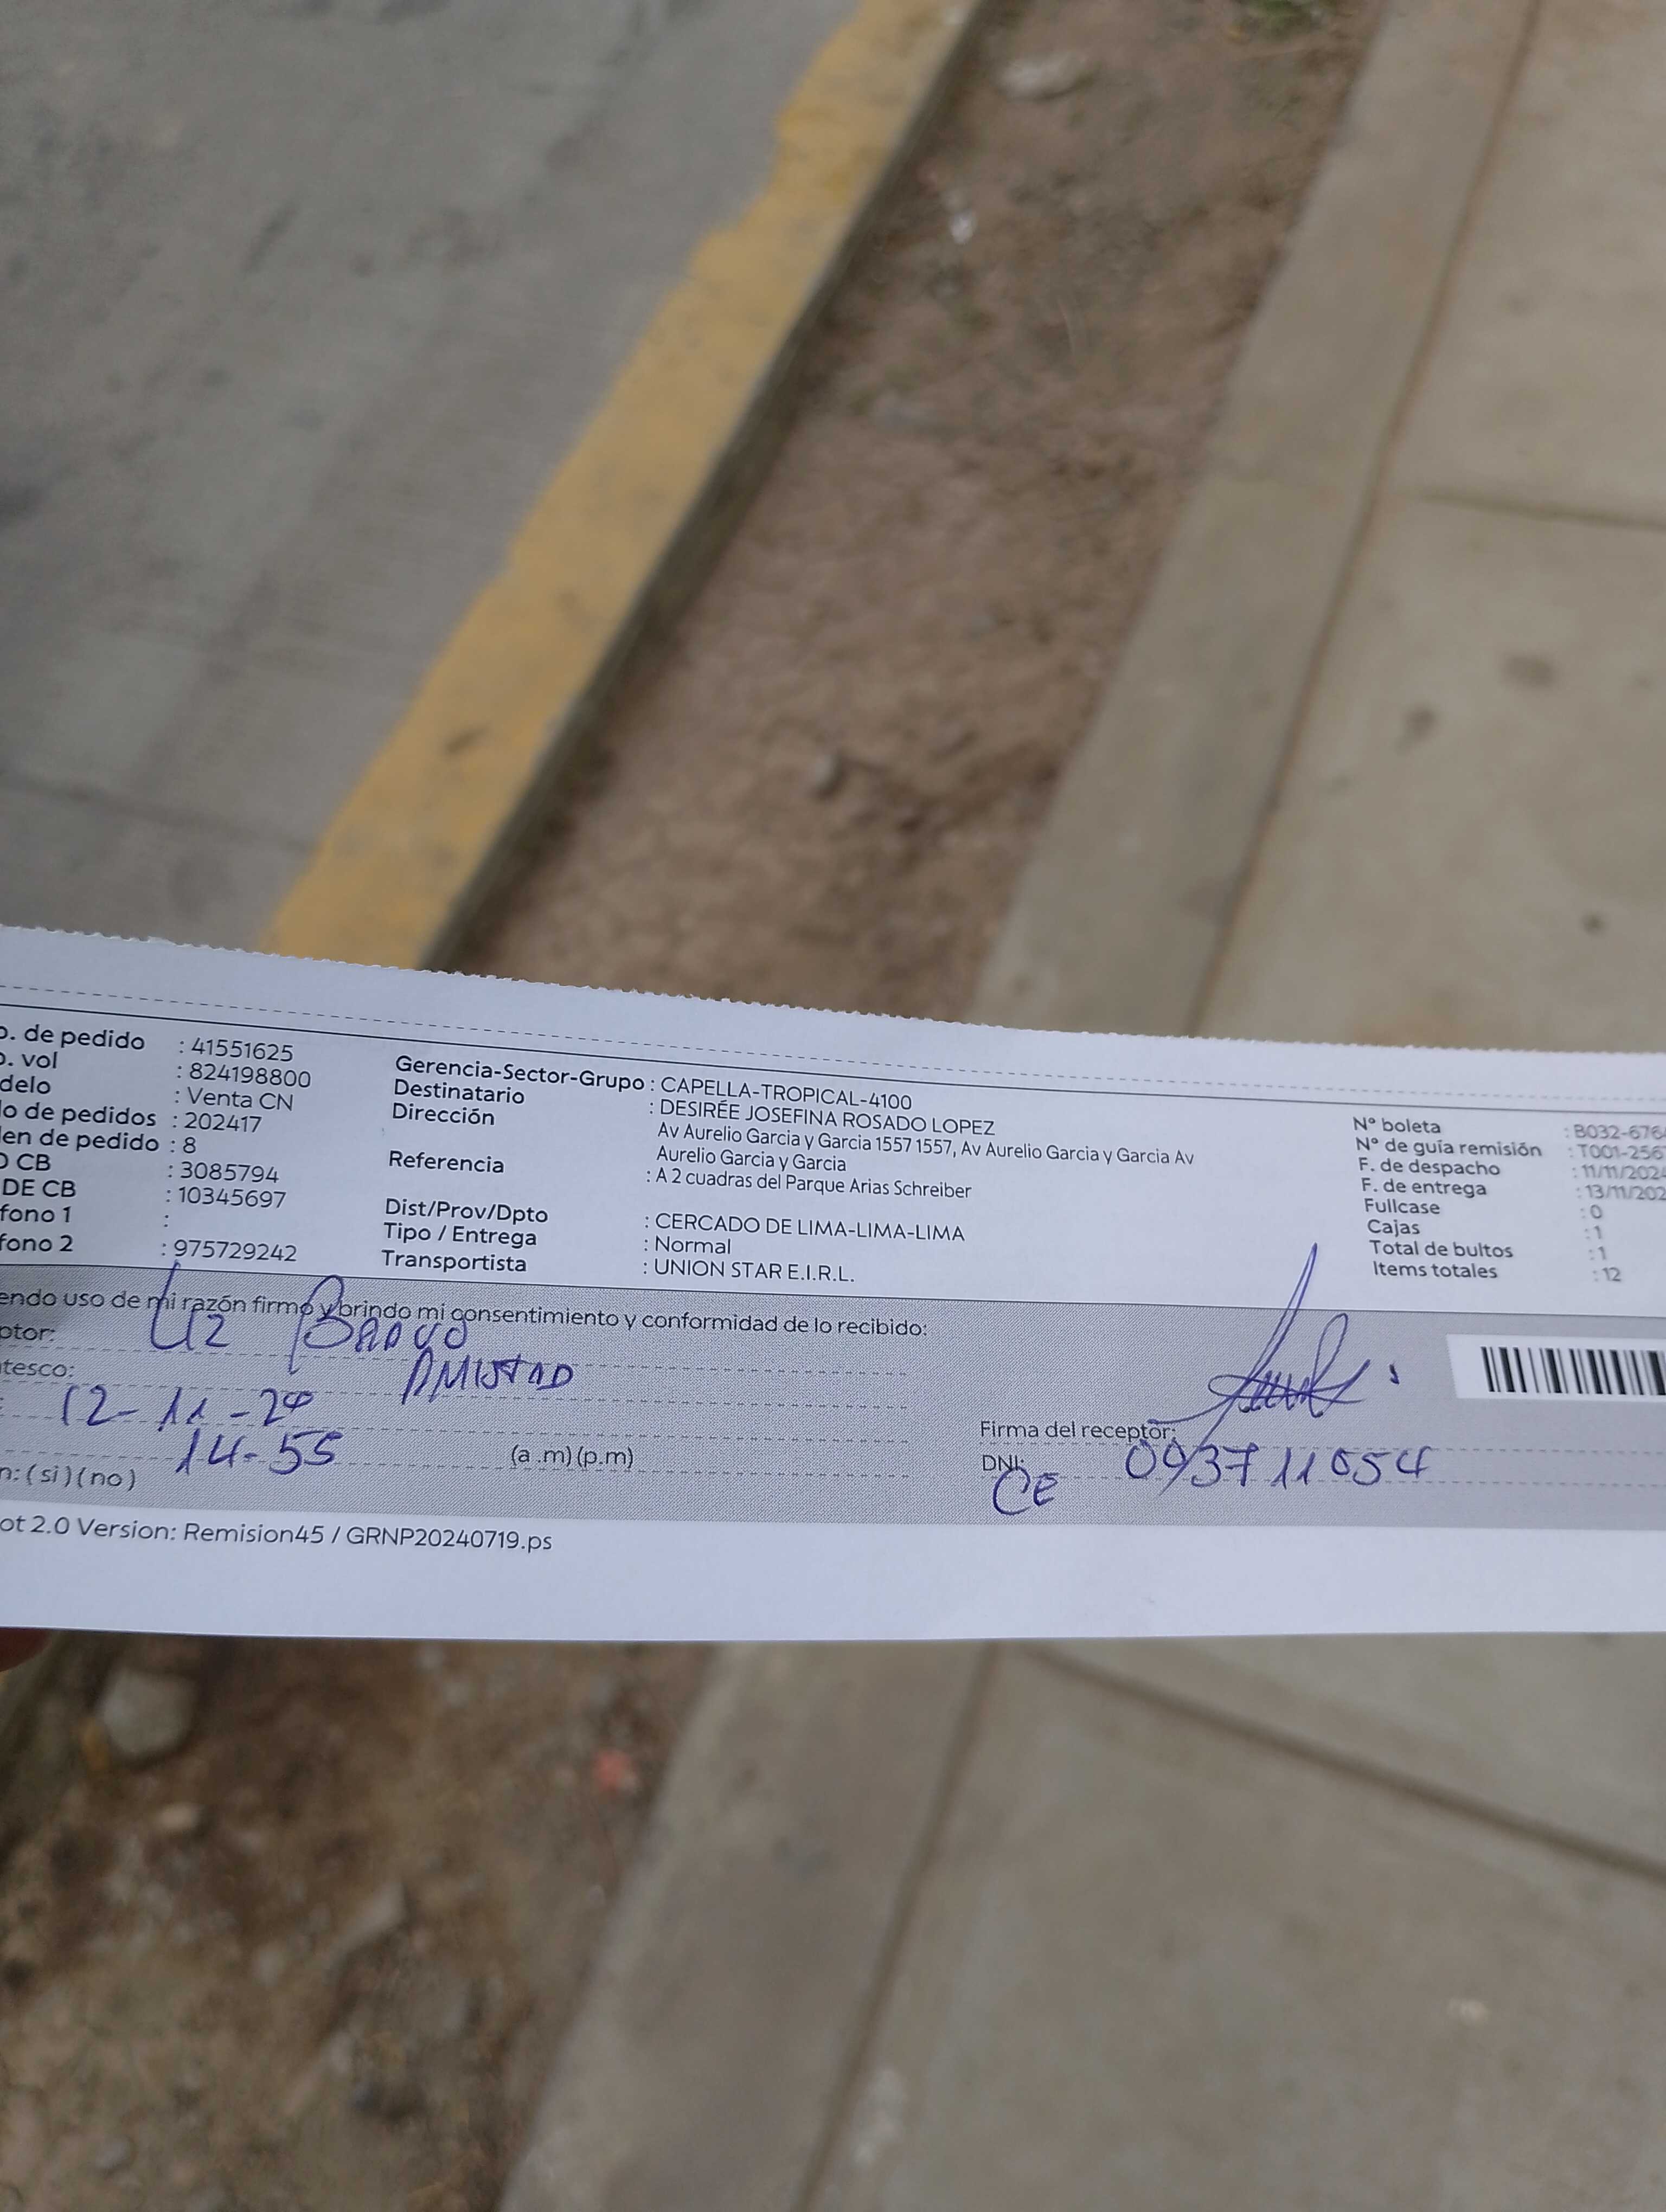 o. de pedido : 41551625
o. vol : 824198800
delo : Venta CN
lo de pedidos : 202417
len de pedido : 8
O CB : 3085794
DE CB : 10345697
fono 1 :
fono 2 : 975729242
Gerencia-Sector-Grupo : CAPELLA-TROPICAL-4100
Destinatario : DESIRÉE JOSEFINA ROSADO LOPEZ
Dirección Av Aurelio Garcia y Garcia 1557 1557, Av Aurelio Garcia y Garcia Av
Aurelio Garcia y Garcia
Referencia : A 2 cuadras del Parque Arias Schreiber
Dist/Prov/Dpto : CERCADO DE LIMA-LIMA-LIMA
Tipo / Entrega : Normal
Transportista : UNION STAR E.I.R.L.
N° boleta : B032-676
N° de guía remisión : T001-256
F. de despacho : 11/11/2024
F. de entrega : 13/11/202
Fullcase : 0
Cajas : 1
Total de bultos : 1
Items totales : 12
endo uso de mi razón firmo y brindo mi consentimiento y conformidad de lo recibido:
ptor: Liz Bravo
tesco: AMISTAD
: 12-11-24
14-55 (a .m) (p.m)
n: (si) (no)
Firma del receptor:
DNI:
CE 093711054
ot 2.0 Version: Remision45 / GRNP20240719.ps